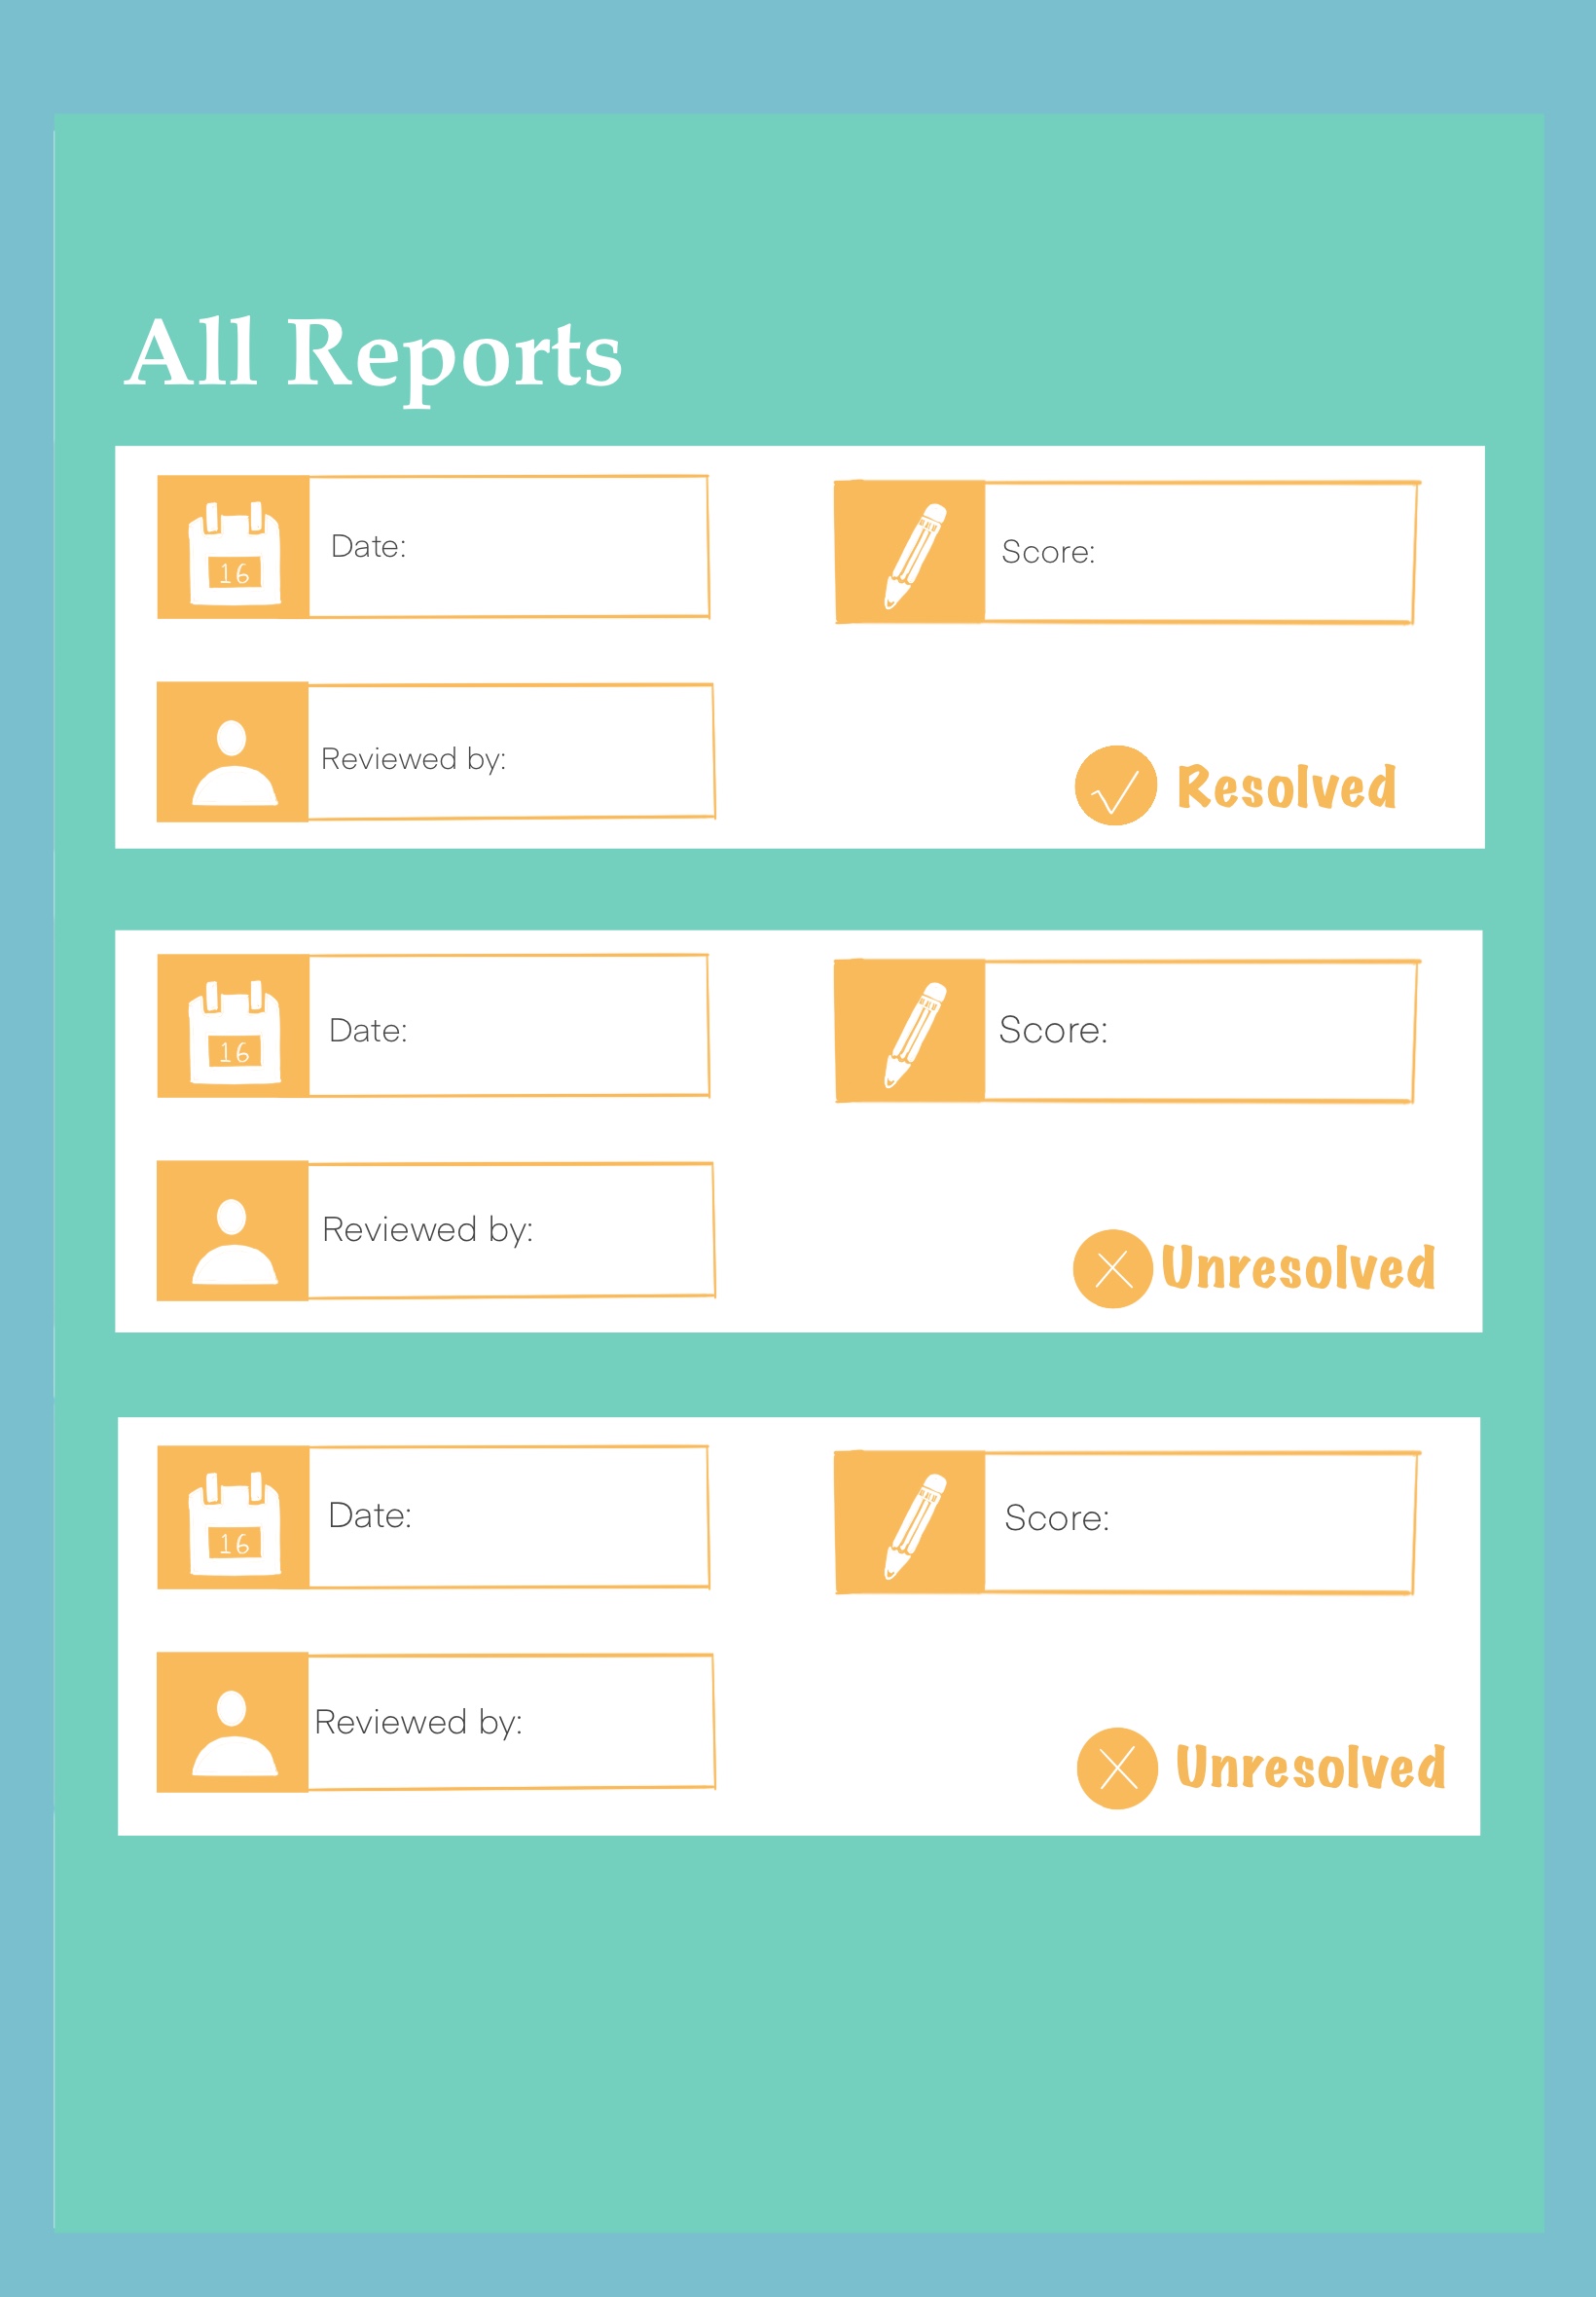 All Reports
16
Date:
Score:
Reviewed by:
Resolved
16
Date:
Score:
Reviewed by:
Unresolved
16
Date:
Score:
Reviewed by:
Unresolved